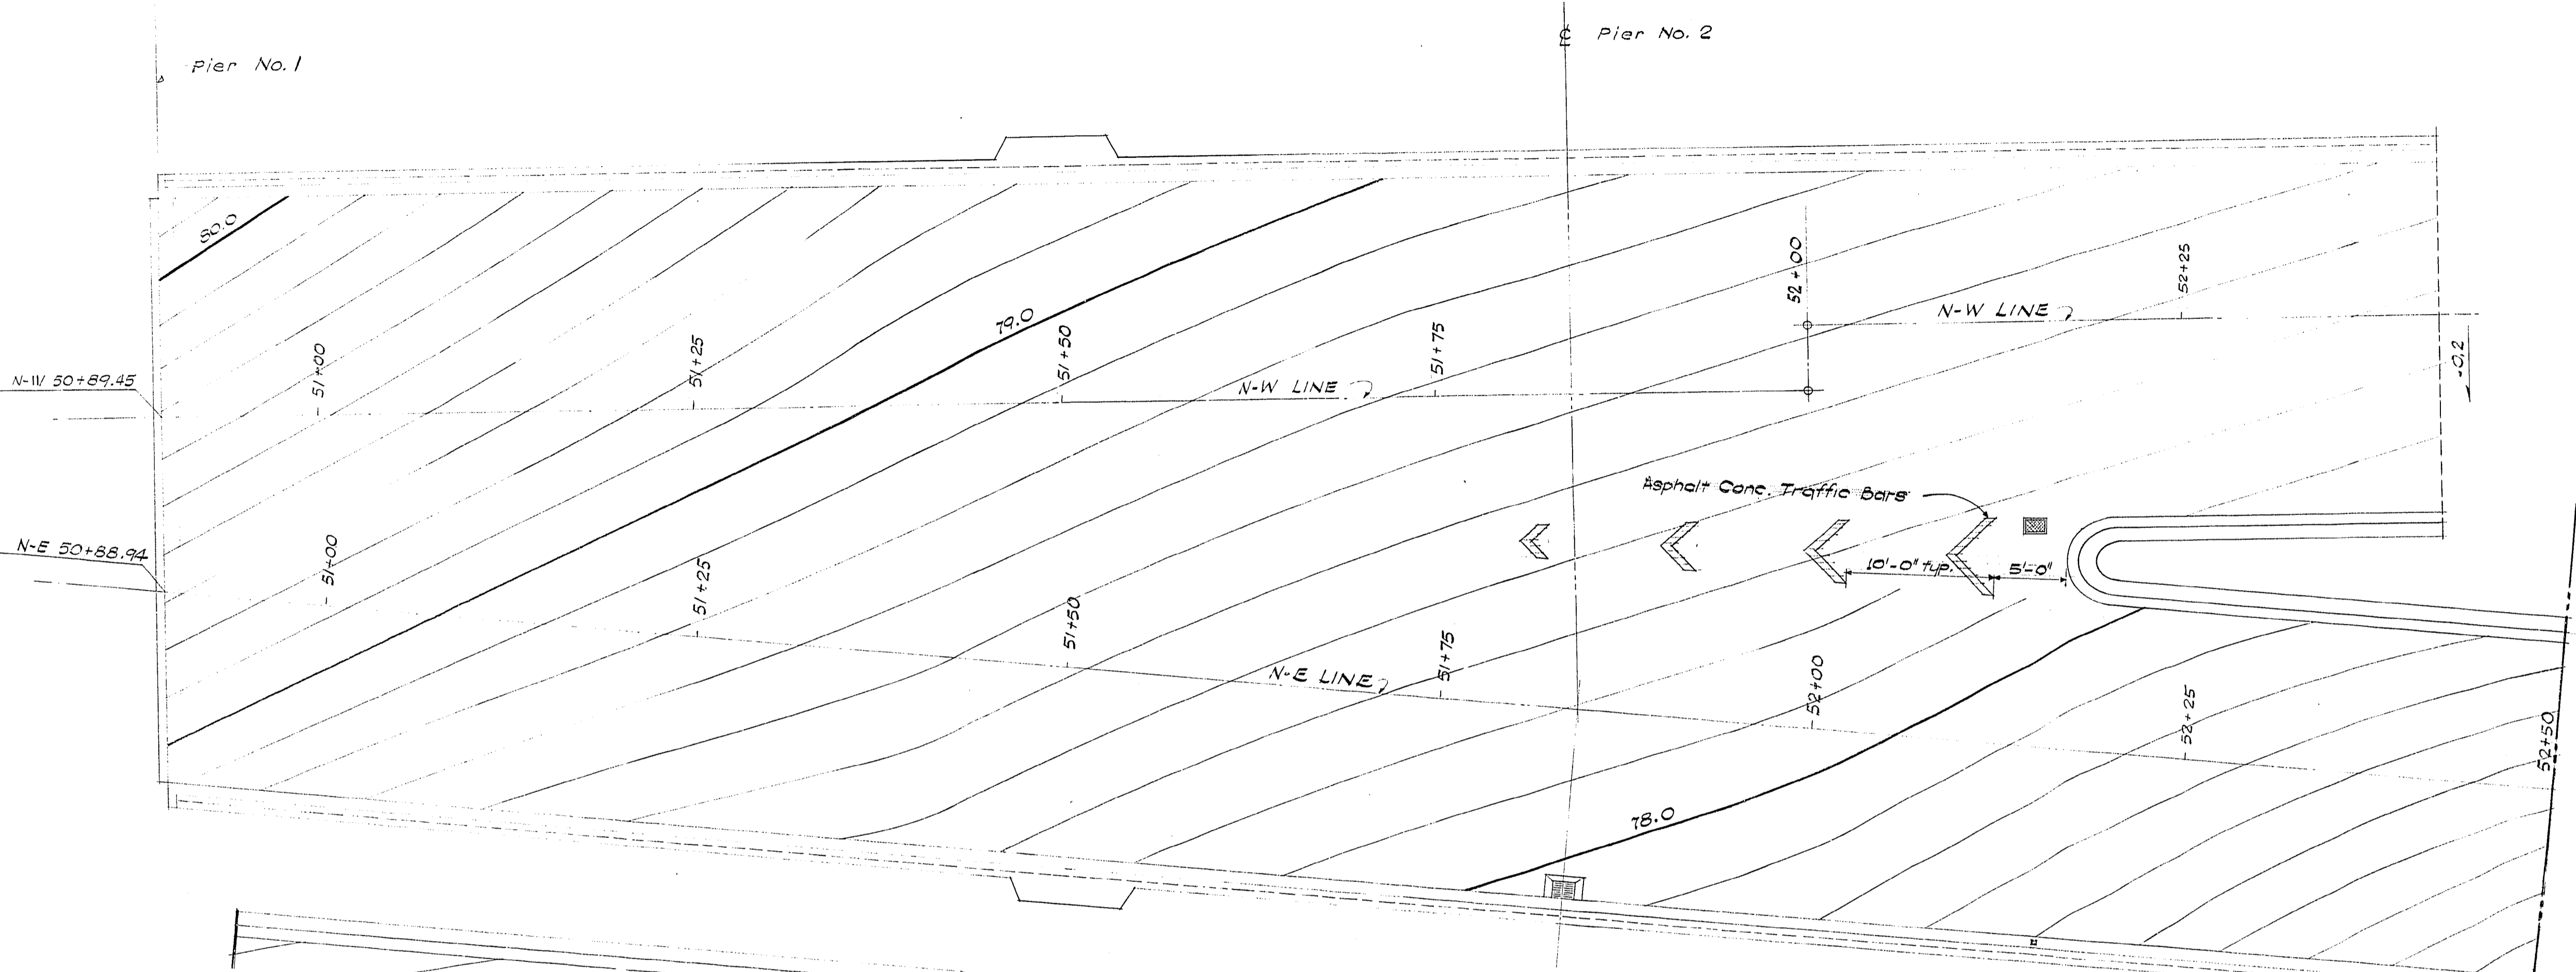 Pier No. 1
℄ Pier No. 2
80.0
79.0
51+00
51+25
51+50
51+75
52+00
52+25
N-W LINE
N-W LINE
-0.2
N-W 50+89.45
N-E 50+88.94
Asphalt Conc. Traffic Bars
10'-0" typ.
5'-0"
51+00
51+25
51+50
51+75
52+00
52+25
52+50
N-E LINE
78.0